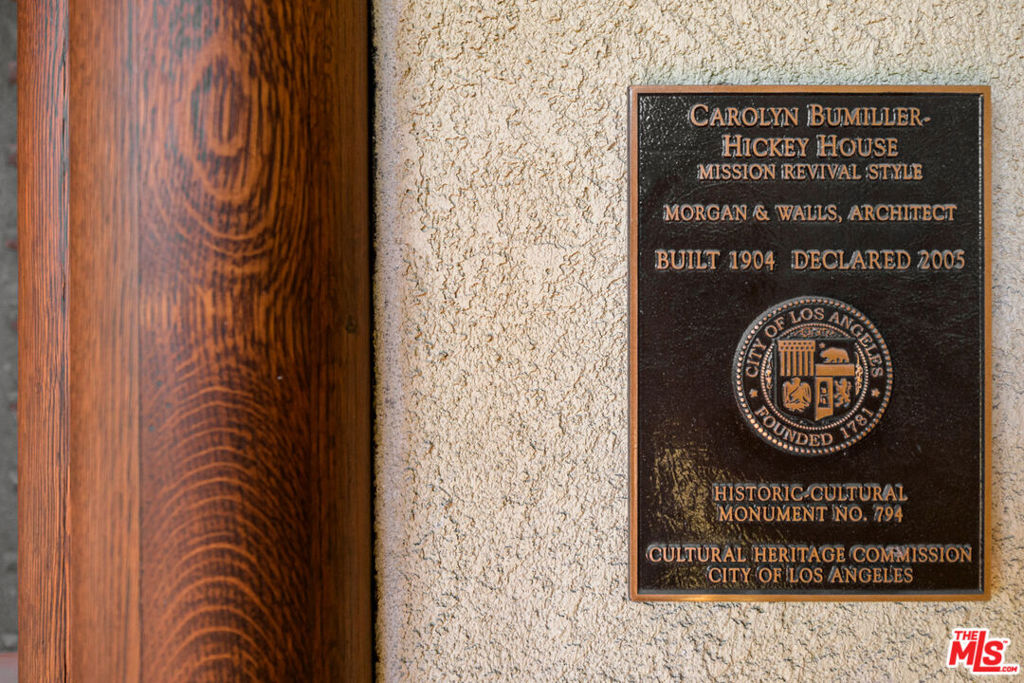 CAROLYN BUMILLER-
HICKEY HOUSE
MISSION REVIVAL STYLE
MORGAN & WALLS, ARCHITECT
BUILT 1904 DECLARED 2005
CITY OF LOS ANGELES
FOUNDED 1781
HISTORIC-CULTURAL
MONUMENT NO. 794
CULTURAL HERITAGE COMMISSION
CITY OF LOS ANGELES
THE
MLS™
.COM